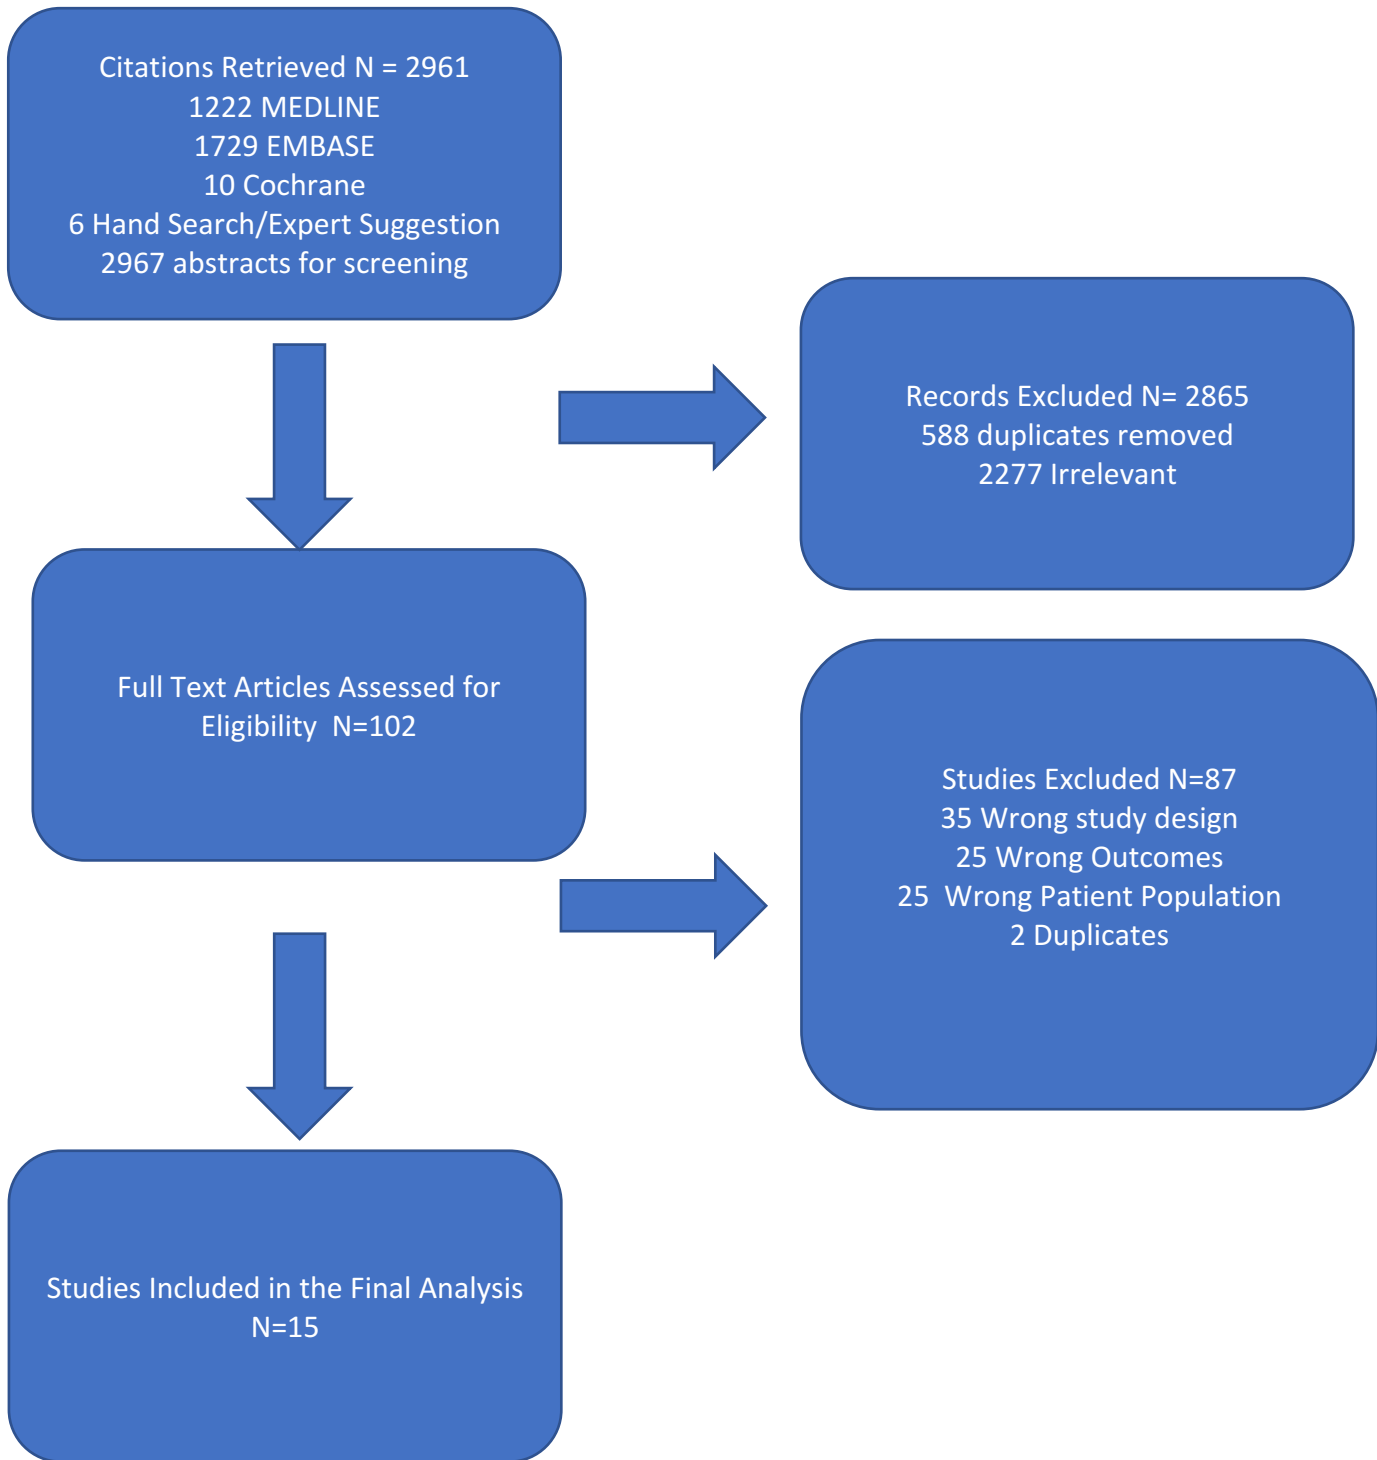 Citations Retrieved N = 2961
1222 MEDLINE
1729 EMBASE
10 Cochrane
6 Hand Search/Expert Suggestion
2967 abstracts for screening
Records Excluded N= 2865
588 duplicates removed
2277 Irrelevant
Full Text Articles Assessed for
Eligibility  N=102
Studies Excluded N=87
35 Wrong study design
25 Wrong Outcomes
25  Wrong Patient Population
2 Duplicates
Studies Included in the Final Analysis
N=15